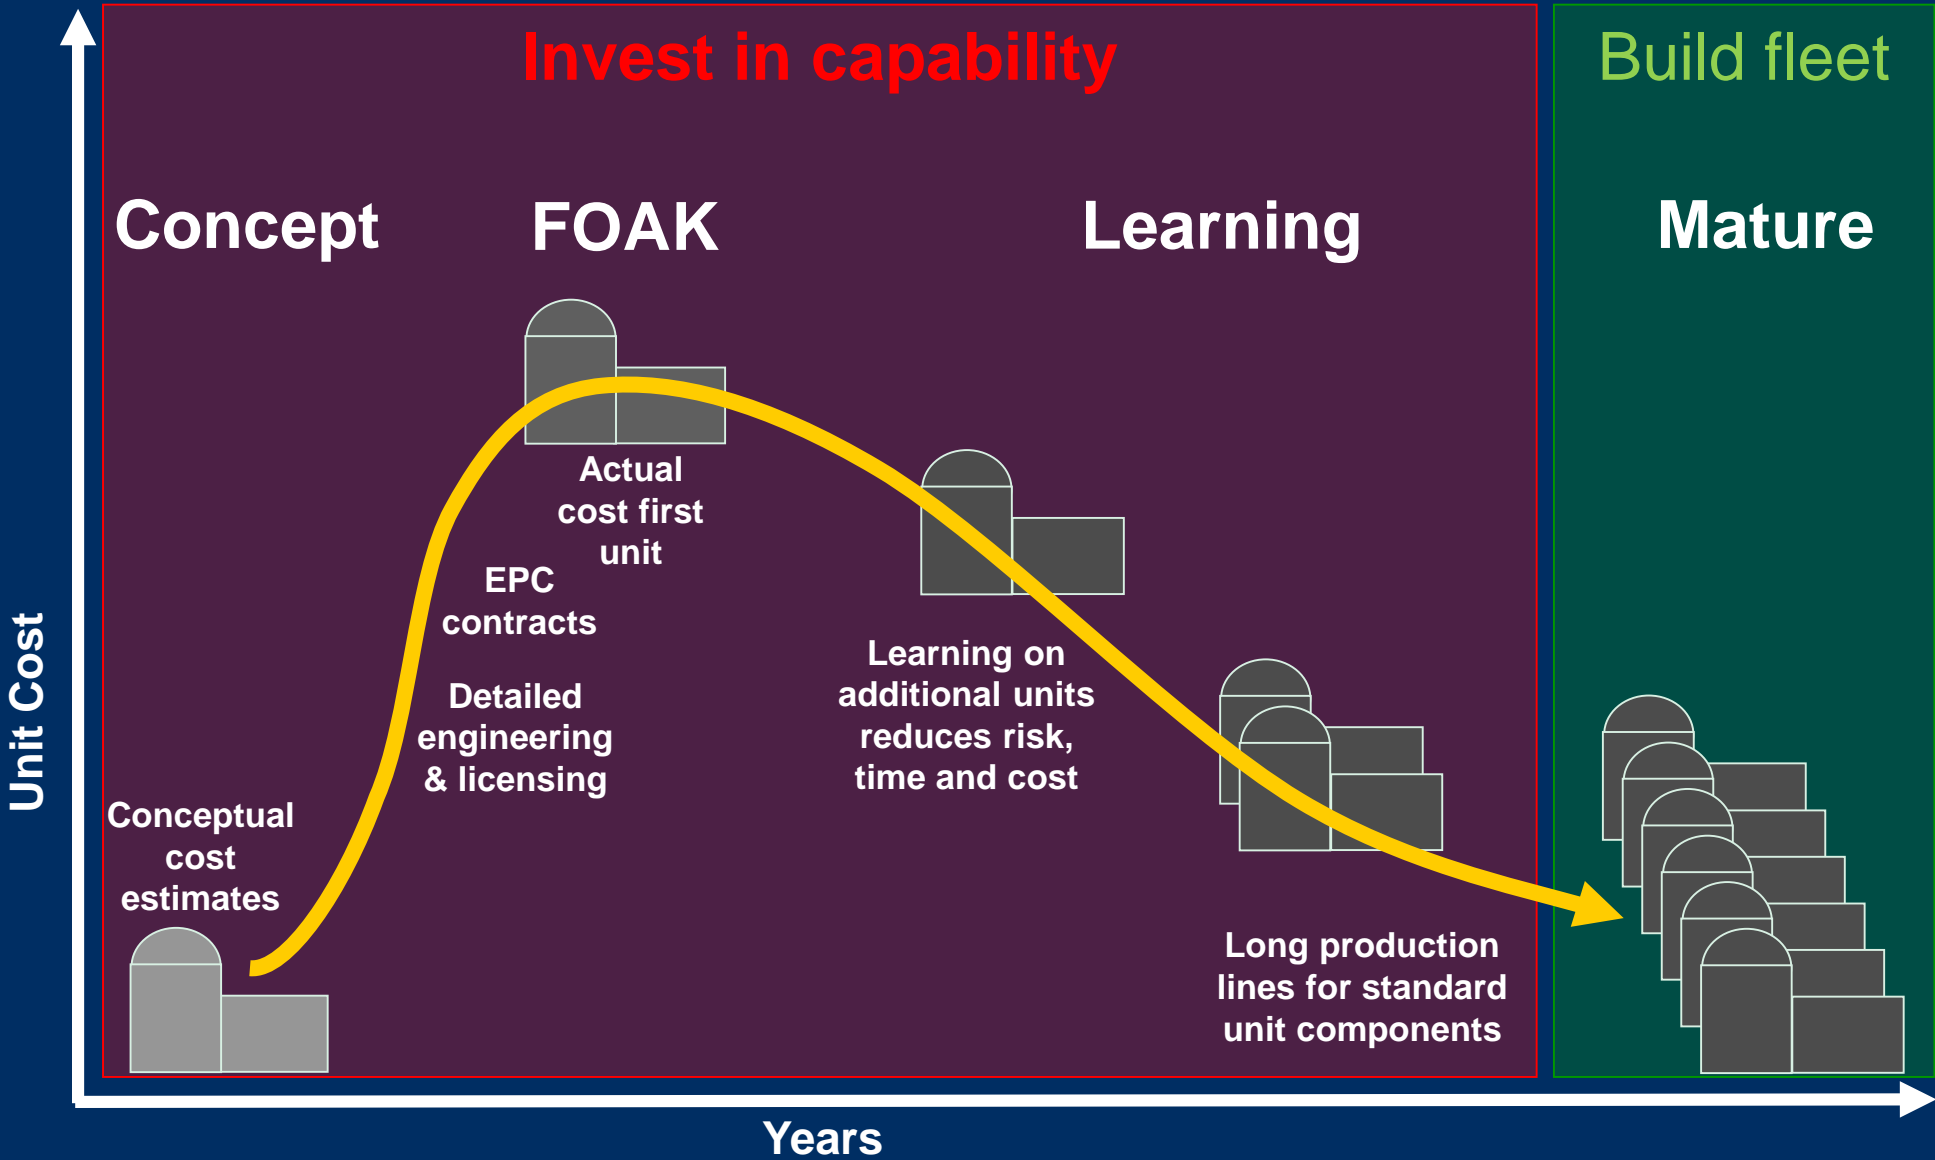 Invest in capability
Build fleet
Concept
FOAK
Learning
Mature
Actual
cost first
unit
EPC
contracts
Detailed
engineering
& licensing
Conceptual
cost
estimates
Learning on
additional units
reduces risk,
time and cost
Long production
lines for standard
unit components
Unit Cost
Years